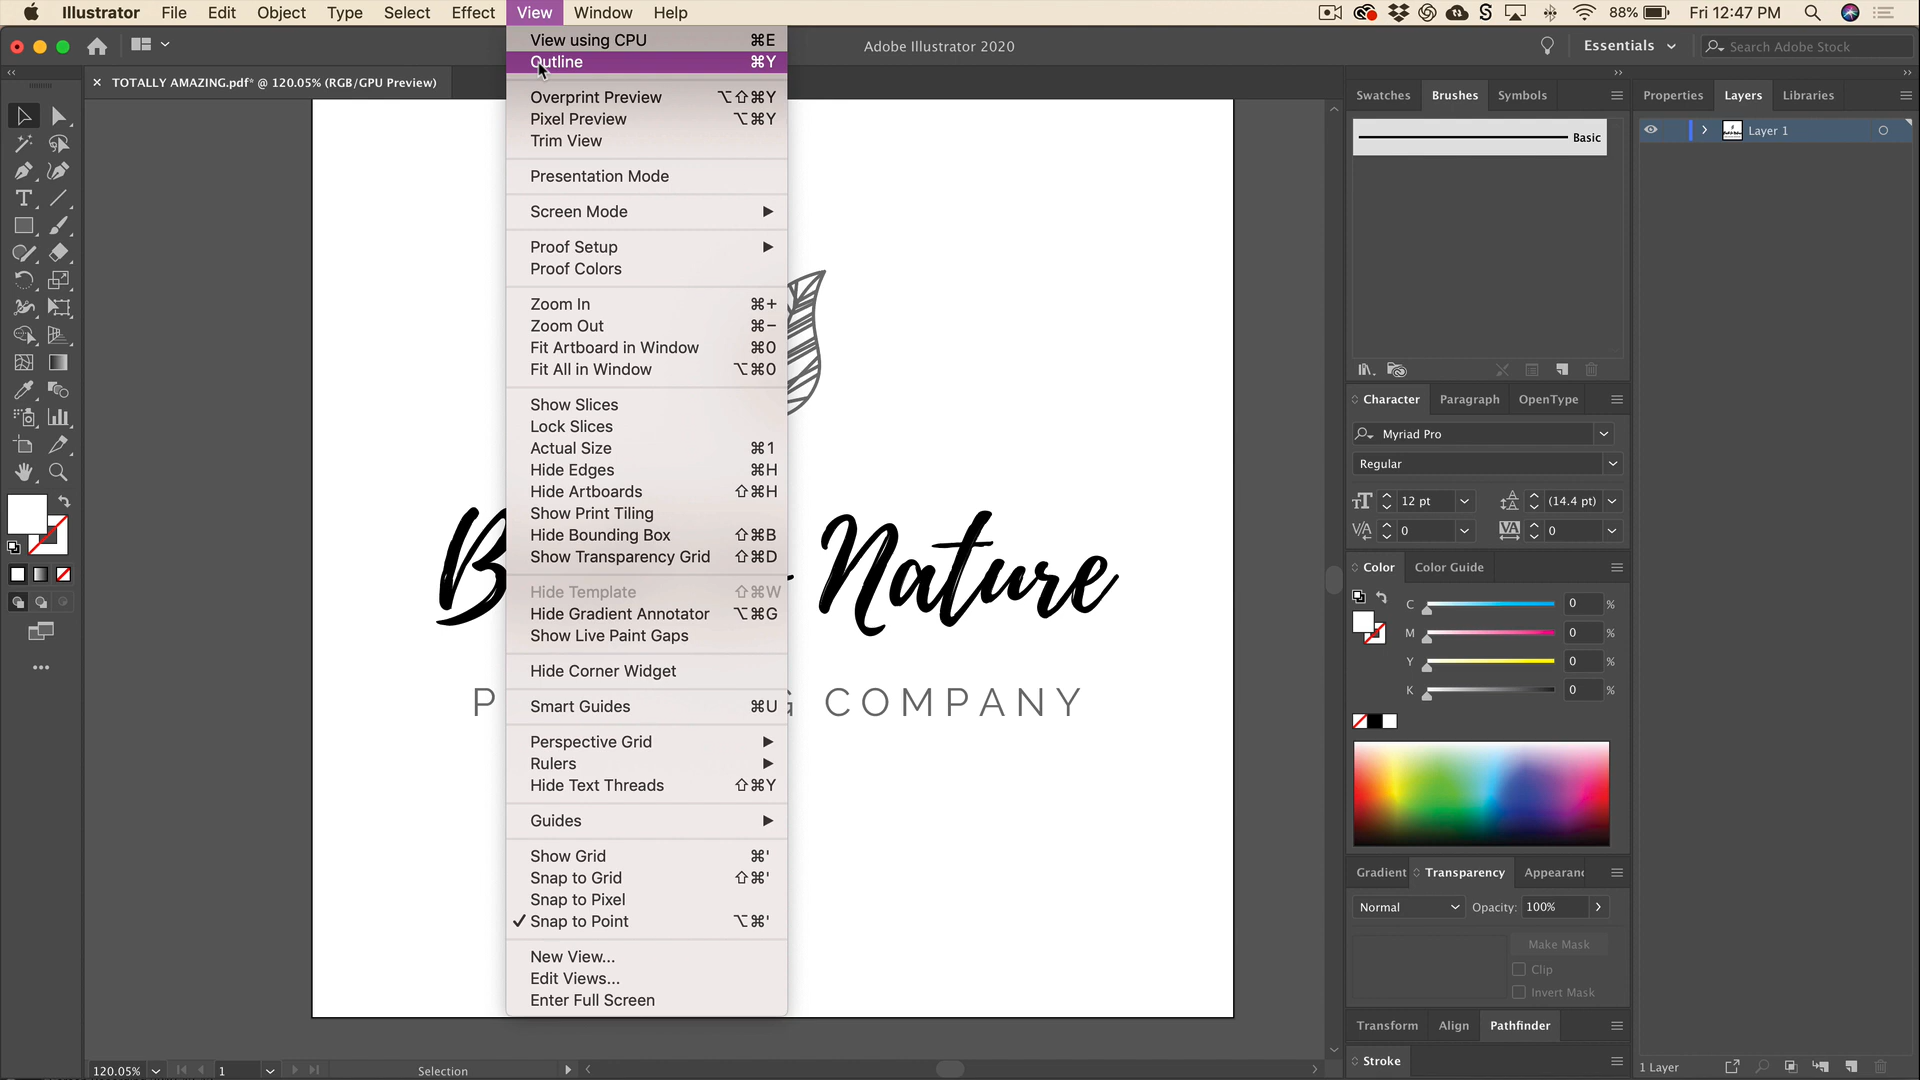 Illustrator File Edit Object Type Select Effect View Window Help 88% Fri 12:47 PM
Adobe Illustrator 2020 Essentials Search Adobe Stock
× TOTALLY AMAZING.pdf* @ 120.05% (RGB/GPU Preview)
View using CPU ⌘E
Outline ⌘Y
Overprint Preview ⌥⇧⌘Y
Pixel Preview ⌥⌘Y
Trim View
Presentation Mode
Screen Mode
Proof Setup
Proof Colors
Zoom In ⌘+
Zoom Out ⌘−
Fit Artboard in Window ⌘0
Fit All in Window ⌥⌘0
Show Slices
Lock Slices
Actual Size ⌘1
Hide Edges ⌘H
Hide Artboards ⇧⌘H
Show Print Tiling
Hide Bounding Box ⇧⌘B
Show Transparency Grid ⇧⌘D
Hide Template ⇧⌘W
Hide Gradient Annotator ⌥⌘G
Show Live Paint Gaps
Hide Corner Widget
Smart Guides ⌘U
Perspective Grid
Rulers
Hide Text Threads ⇧⌘Y
Guides
Show Grid ⌘'
Snap to Grid ⇧⌘'
Snap to Pixel
✓ Snap to Point ⌥⌘'
New View...
Edit Views...
Enter Full Screen
B Nature
P G COMPANY
Swatches Brushes Symbols
Basic
Character Paragraph OpenType
Myriad Pro
Regular
12 pt (14.4 pt)
0 0
Color Color Guide
C 0 %
M 0 %
Y 0 %
K 0 %
Gradient Transparency Appearanc
Normal Opacity: 100%
Make Mask
Clip
Invert Mask
Transform Align Pathfinder
Stroke
Properties Layers Libraries
Layer 1
1 Layer
120.05% 1 Selection